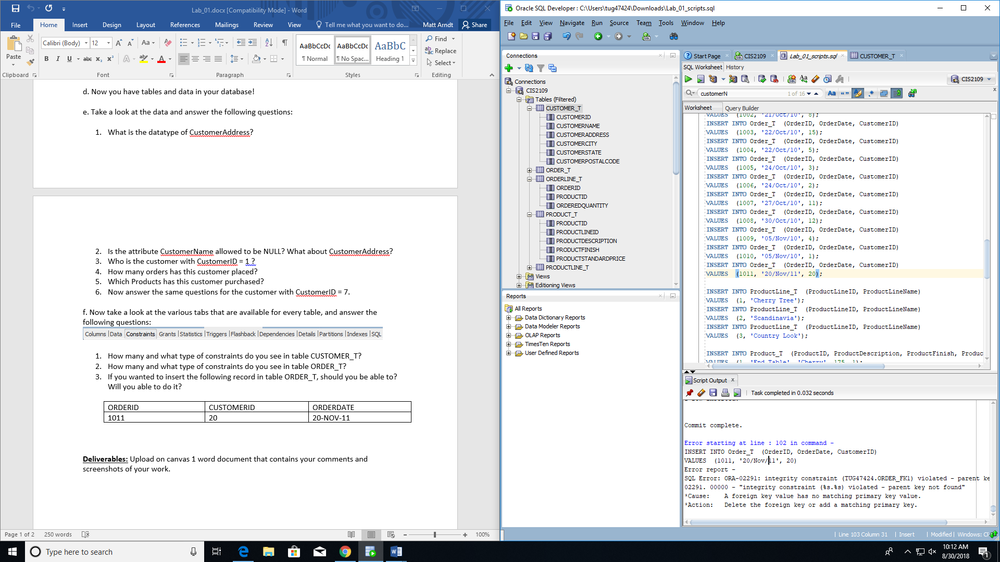 Lab_01.docx [Compatibility Mode] - Word
File Home Insert Design Layout References Mailings Review View Tell me what you want to do... Matt Arndt Share
Paste
Calibri (Body) 12 Aa
B I U abc x₂ x² A A
AaBbCcDc AaBbCcDc AaBbC
¶ Normal ¶ No Spac... Heading 1
Find
Replace
Select
Clipboard Font Paragraph Styles Editing
d. Now you have tables and data in your database!
e. Take a look at the data and answer the following questions:
1. What is the datatype of CustomerAddress?
2. Is the attribute CustomerName allowed to be NULL? What about CustomerAddress?
3. Who is the customer with CustomerID = 1 ?
4. How many orders has this customer placed?
5. Which Products has this customer purchased?
6. Now answer the same questions for the customer with CustomerID = 7.
f. Now take a look at the various tabs that are available for every table, and answer the
following questions:
Columns | Data | Constraints | Grants | Statistics | Triggers | Flashback | Dependencies | Details | Partitions | Indexes | SQL
1. How many and what type of constraints do you see in table CUSTOMER_T?
2. How many and what type of constraints do you see in table ORDER_T?
3. If you wanted to insert the following record in table ORDER_T, should you be able to?
Will you able to do it?
ORDERID CUSTOMERID ORDERDATE
1011 20 20-NOV-11
Deliverables: Upload on canvas 1 word document that contains your comments and
screenshots of your work.
Page 1 of 2 250 words 100%
Oracle SQL Developer : C:\Users\tug47424\Downloads\Lab_01_scripts.sql
File Edit View Navigate Run Source Team Tools Window Help
Connections
Connections
CIS2109
Tables (Filtered)
CUSTOMER_T
CUSTOMERID
CUSTOMERNAME
CUSTOMERADDRESS
CUSTOMERCITY
CUSTOMERSTATE
CUSTOMERPOSTALCODE
ORDER_T
ORDERLINE_T
ORDERID
PRODUCTID
ORDEREDQUANTITY
PRODUCT_T
PRODUCTID
PRODUCTLINEID
PRODUCTDESCRIPTION
PRODUCTFINISH
PRODUCTSTANDARDPRICE
PRODUCTLINE_T
Views
Editioning Views
Reports
All Reports
Data Dictionary Reports
Data Modeler Reports
OLAP Reports
TimesTen Reports
User Defined Reports
Start Page CIS2109 Lab_01_scripts.sql CUSTOMER_T
SQL Worksheet History
CIS2109
customerN 1 of 16 Aa “ ”
Worksheet Query Builder
VALUES (1002, '21/Oct/10', 8);
INSERT INTO Order_T (OrderID, OrderDate, CustomerID)
VALUES (1003, '22/Oct/10', 15);
INSERT INTO Order_T (OrderID, OrderDate, CustomerID)
VALUES (1004, '22/Oct/10', 5);
INSERT INTO Order_T (OrderID, OrderDate, CustomerID)
VALUES (1005, '24/Oct/10', 3);
INSERT INTO Order_T (OrderID, OrderDate, CustomerID)
VALUES (1006, '24/Oct/10', 2);
INSERT INTO Order_T (OrderID, OrderDate, CustomerID)
VALUES (1007, '27/Oct/10', 11);
INSERT INTO Order_T (OrderID, OrderDate, CustomerID)
VALUES (1008, '30/Oct/10', 12);
INSERT INTO Order_T (OrderID, OrderDate, CustomerID)
VALUES (1009, '05/Nov/10', 4);
INSERT INTO Order_T (OrderID, OrderDate, CustomerID)
VALUES (1010, '05/Nov/10', 1);
INSERT INTO Order_T (OrderID, OrderDate, CustomerID)
VALUES (1011, '20/Nov/11', 20);
INSERT INTO ProductLine_T (ProductLineID, ProductLineName)
VALUES (1, 'Cherry Tree');
INSERT INTO ProductLine_T (ProductLineID, ProductLineName)
VALUES (2, 'Scandinavia');
INSERT INTO ProductLine_T (ProductLineID, ProductLineName)
VALUES (3, 'Country Look');
INSERT INTO Product_T (ProductID, ProductDescription, ProductFinish, Produc
VALUES (1, 'End Table', 'Cherry', 175, 1);
Script Output
Task completed in 0.032 seconds
1 row inserted.
Commit complete.
Error starting at line : 102 in command -
INSERT INTO Order_T (OrderID, OrderDate, CustomerID)
VALUES (1011, '20/Nov/11', 20)
Error report -
SQL Error: ORA-02291: integrity constraint (TUG47424.ORDER_FK1) violated - parent ke
02291. 00000 - "integrity constraint (%s.%s) violated - parent key not found"
*Cause: A foreign key value has no matching primary key value.
*Action: Delete the foreign key or add a matching primary key.
Line 103 Column 31 | Insert | Modified | Windows: C
Type here to search
10:12 AM
8/30/2018
1